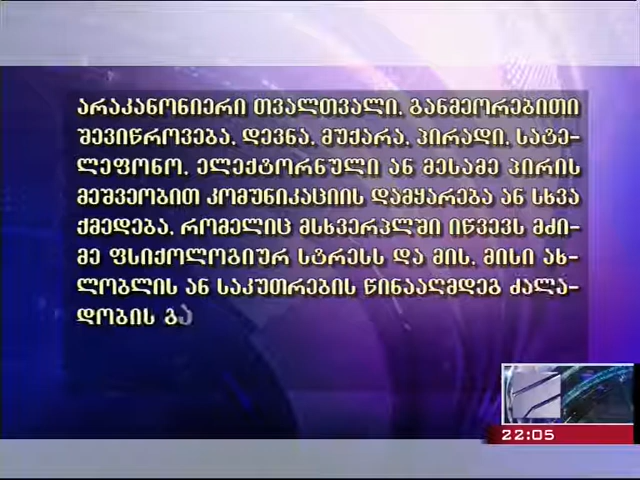 არაკანონიერი თვალთვალი, განმეორებითი
შევიწროვება, დევნა, მუქარა, პირადი, სატე-
ლეფონო, ელექტორნული ან მესამე პირის
მეშვეობით კომუნიკაციის დამყარება ან სხვა
ქმედება, რომელიც მსხვერპლში იწვევს მძი-
მე ფსიქოლოგიურ სტრესს და მის, მისი ახ-
ლობლის ან საკუთრების წინააღმდეგ ძალა-
დობის გა
22:05